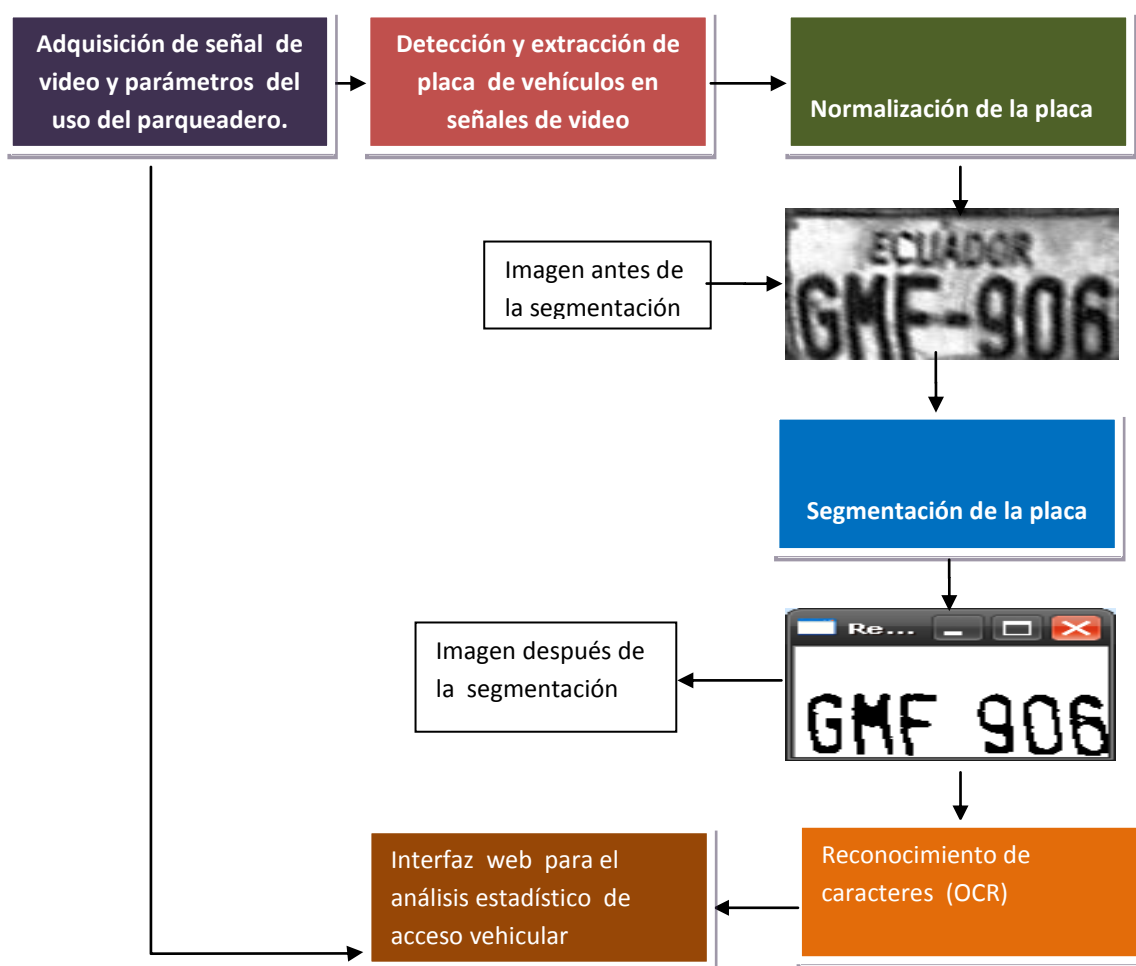 Adquisición de señal de
video y parámetros del
uso del parqueadero.
Detección y extracción de
placa de vehículos en
señales de video
Normalización de la placa
Imagen antes de
la segmentación
ECUADOR
GMF-906
Segmentación de la placa
Re...
Imagen después de
la segmentación
GMF 906
Interfaz web para el
análisis estadístico de
acceso vehicular
Reconocimiento de
caracteres (OCR)